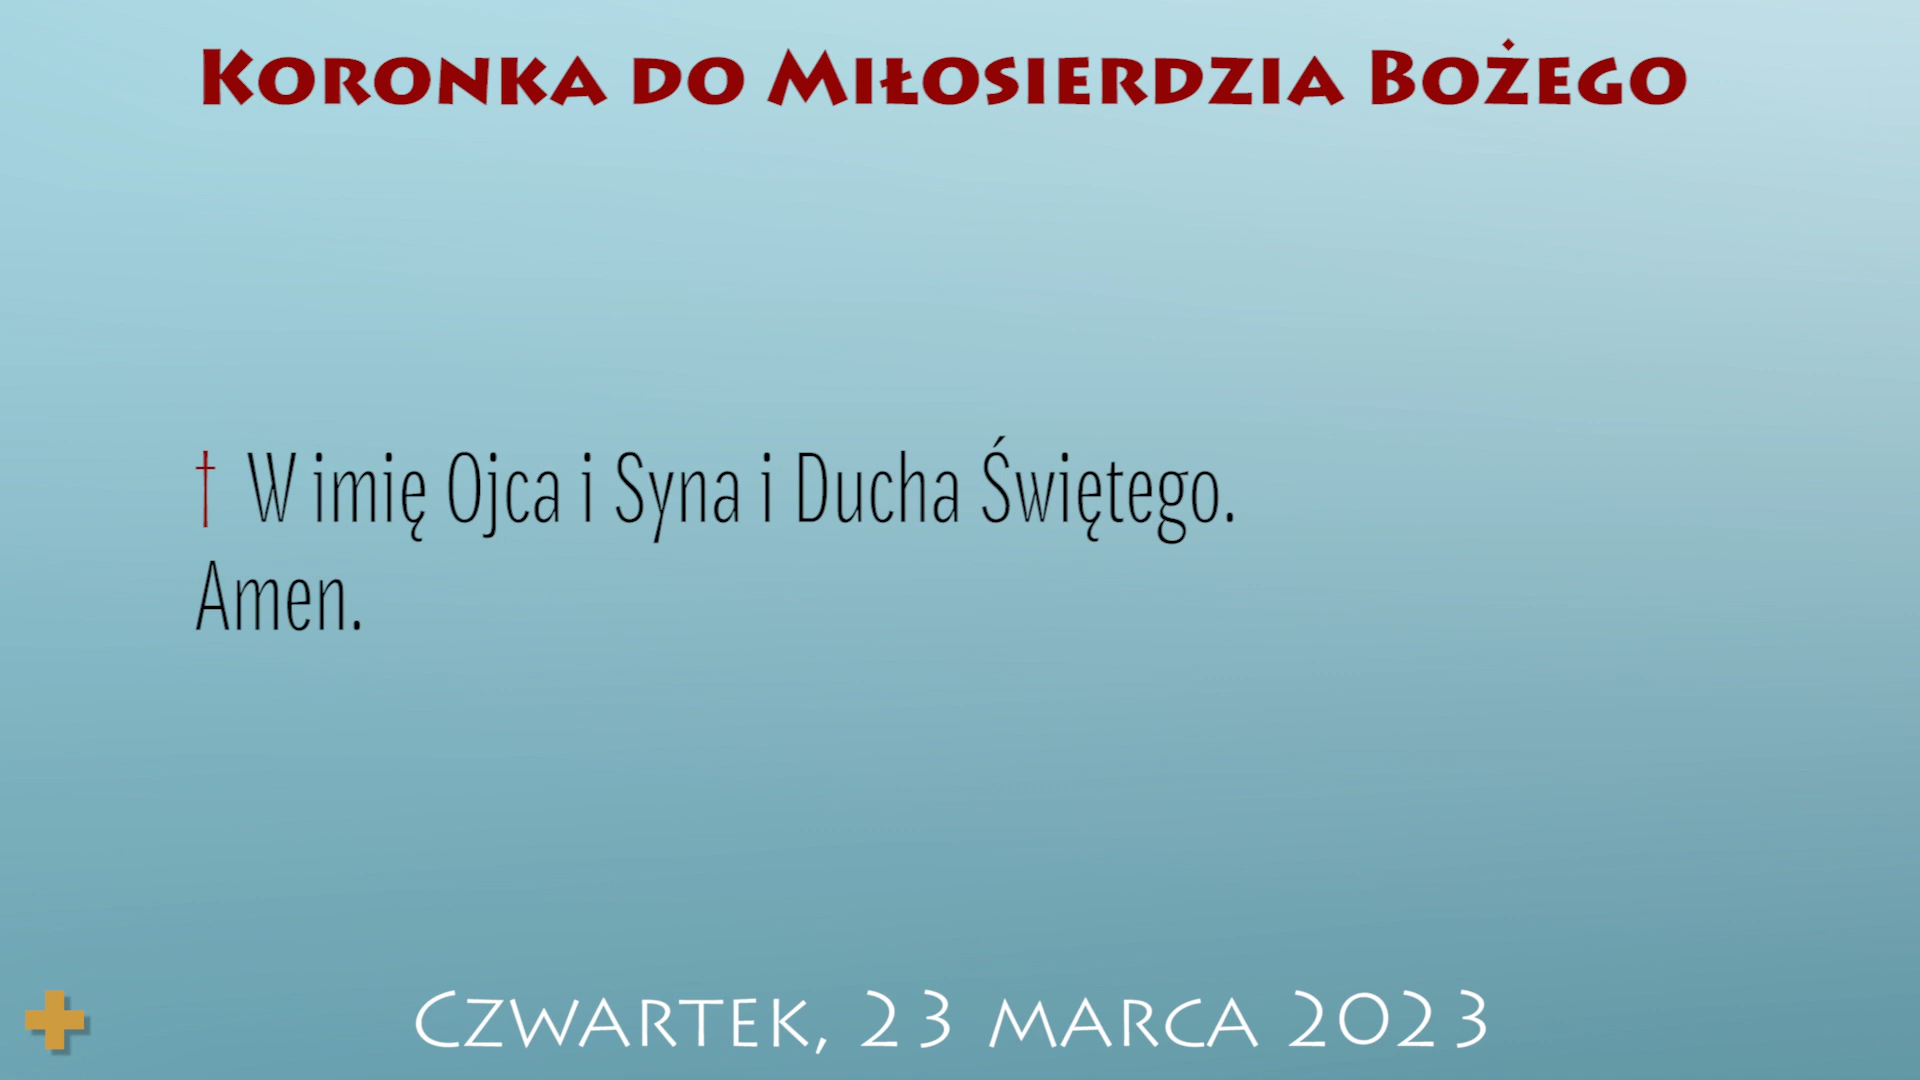 Koronka do Miłosierdzia Bożego
† W imię Ojca i Syna i Ducha Świętego.
Amen.
Czwartek, 23 marca 2023